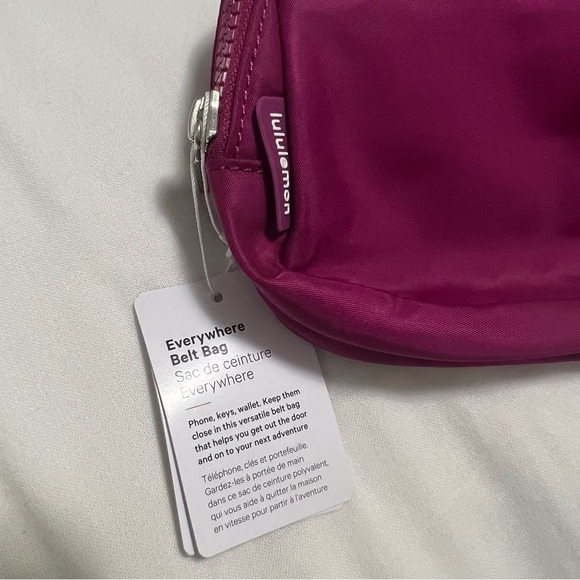 lululemon
Everywhere
Belt Bag
Sac de ceinture
Everywhere
Phone, keys, wallet. Keep them
close in this versatile belt bag
that helps you get out the door
and on to your next adventure
Téléphone, clés et portefeuille.
Gardez-les à portée de main
dans ce sac de ceinture polyvalent,
qui vous aide à quitter la maison
en vitesse pour partir à l'aventure